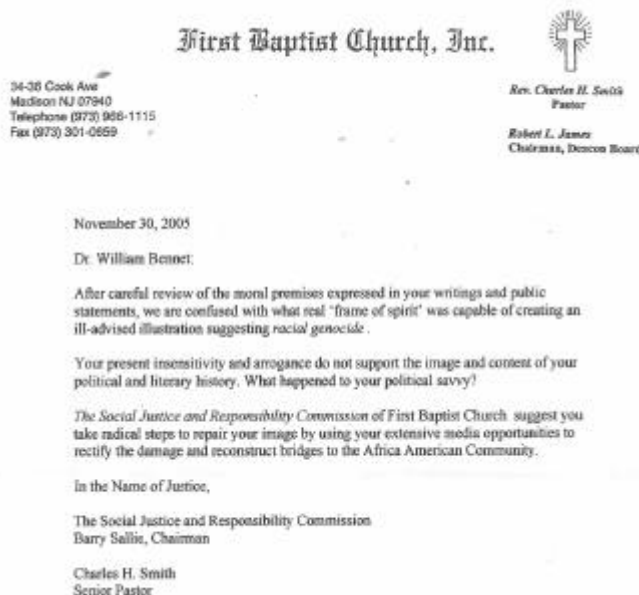 First Baptist Church, Inc.
34-36 Cook Ave
Madison NJ 07940
Telephone (973) 966-1115
Fax (973) 301-0659
Rev. Charles H. Smith
Pastor
Robert L. James
Chairman, Deacon Board
November 30, 2005
Dr. William Bennet:
After careful review of the moral premises expressed in your writings and public
statements, we are confused with what real "frame of spirit" was capable of creating an
ill-advised illustration suggesting racial genocide.
Your present insensitivity and arrogance do not support the image and content of your
political and literary history. What happened to your political savvy?
The Social Justice and Responsibility Commission of First Baptist Church suggest you
take radical steps to repair your image by using your extensive media opportunities to
rectify the damage and reconstruct bridges to the Africa American Community.
In the Name of Justice,
The Social Justice and Responsibility Commission
Barry Sallie, Chairman
Charles H. Smith
Senior Pastor